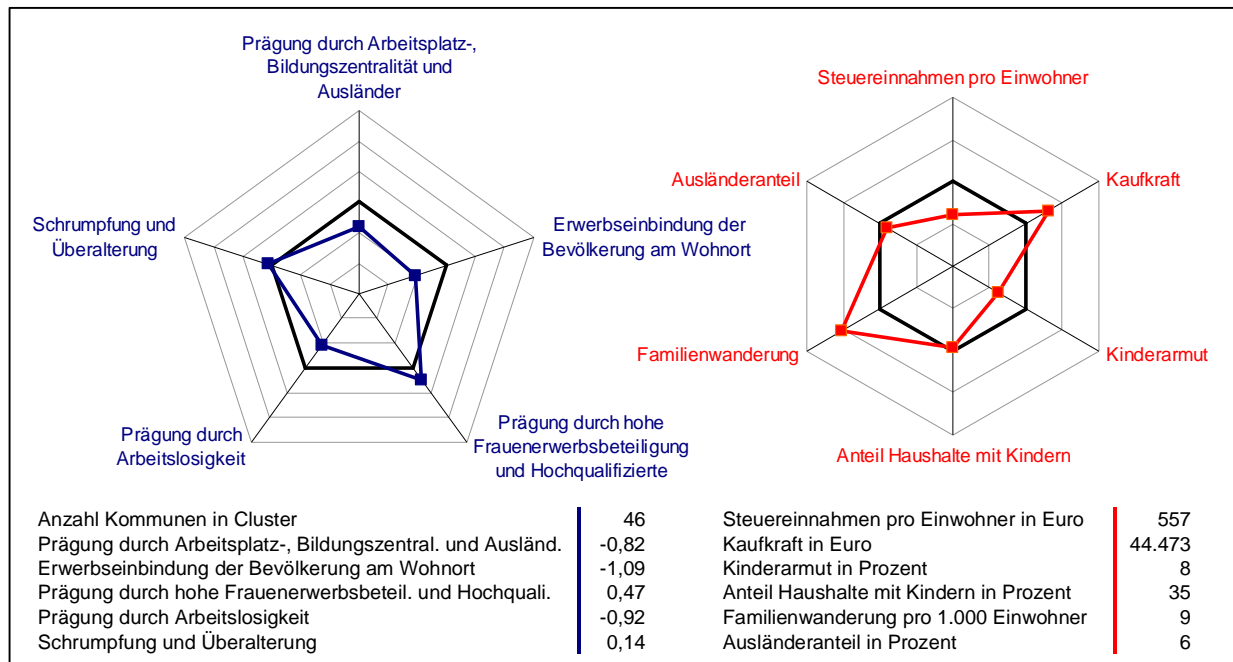 Prägung durch Arbeitsplatz-,
Bildungszentralität und
Ausländer
Schrumpfung und
Überalterung
Erwerbseinbindung der
Bevölkerung am Wohnort
Prägung durch
Arbeitslosigkeit
Prägung durch hohe
Frauenerwerbsbeteiligung
und Hochqualifizierte
Steuereinnahmen pro Einwohner
Ausländeranteil
Kaufkraft
Familienwanderung
Kinderarmut
Anteil Haushalte mit Kindern
Anzahl Kommunen in Cluster 46
Prägung durch Arbeitsplatz-, Bildungszentral. und Ausländ. -0,82
Erwerbseinbindung der Bevölkerung am Wohnort -1,09
Prägung durch hohe Frauenerwerbsbeteil. und Hochquali. 0,47
Prägung durch Arbeitslosigkeit -0,92
Schrumpfung und Überalterung 0,14
Steuereinnahmen pro Einwohner in Euro 557
Kaufkraft in Euro 44.473
Kinderarmut in Prozent 8
Anteil Haushalte mit Kindern in Prozent 35
Familienwanderung pro 1.000 Einwohner 9
Ausländeranteil in Prozent 6